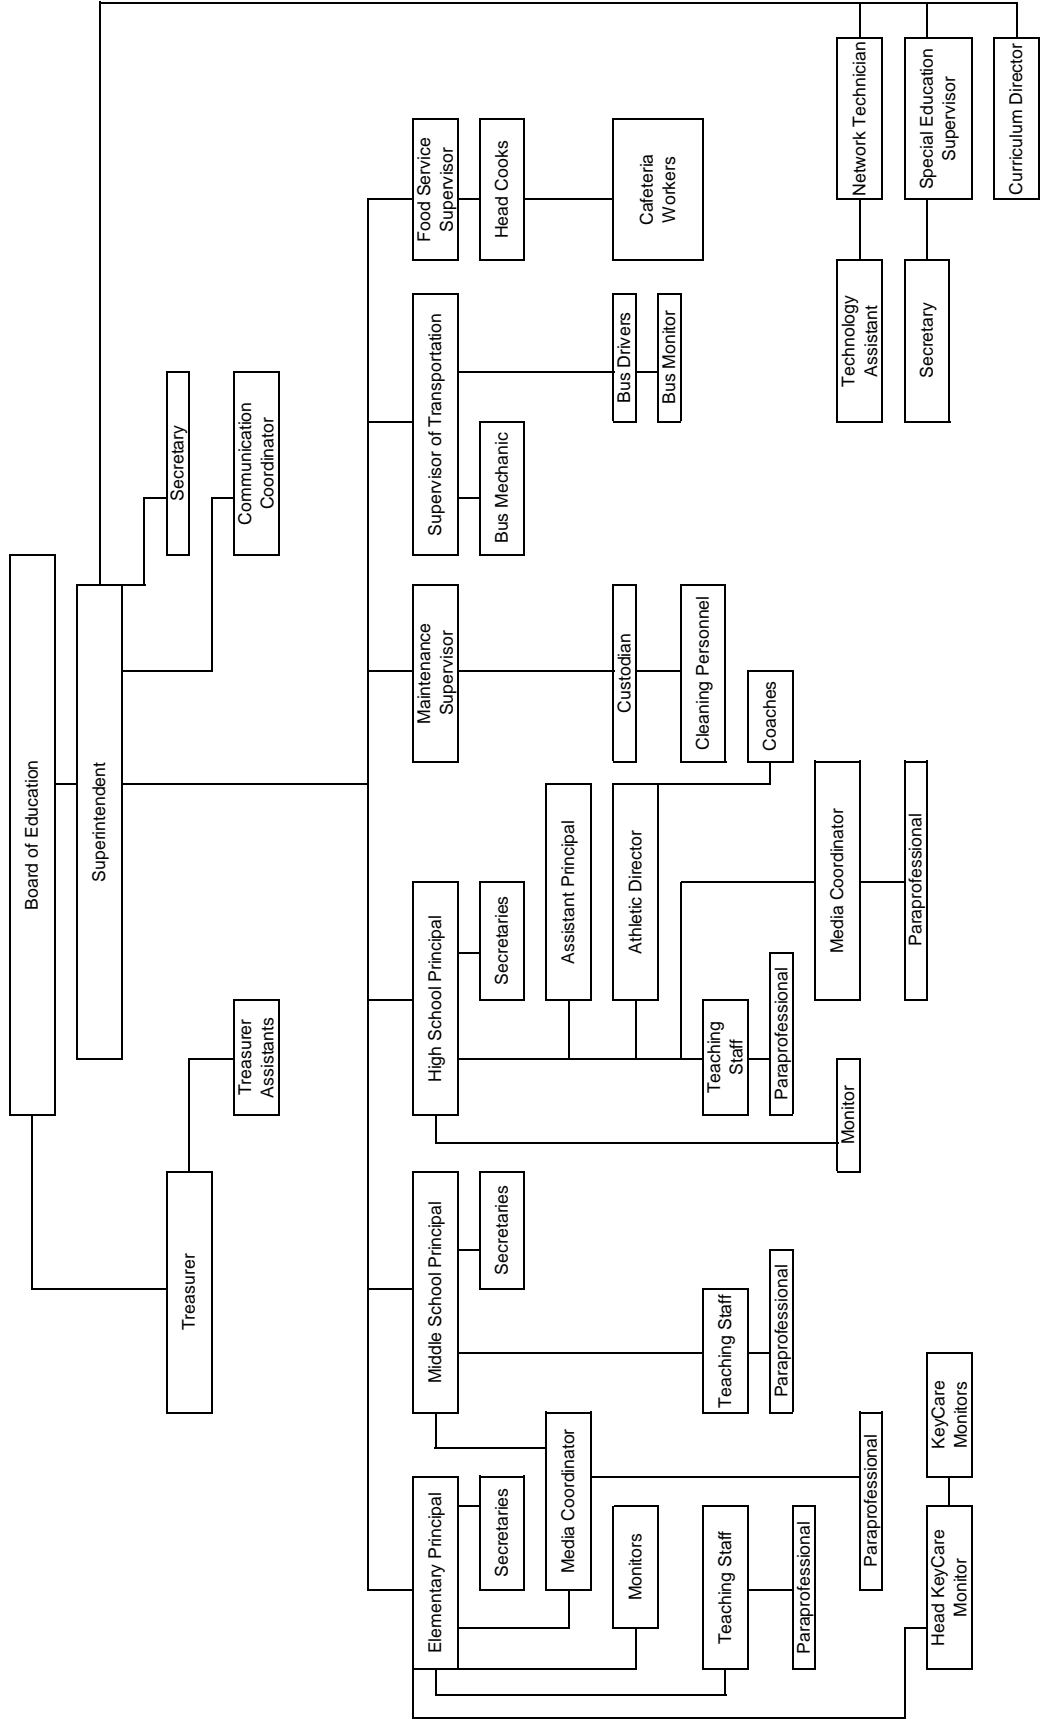 Board of Education
Superintendent
Treasurer
Secretary
Treasurer
Assistants
Communication
Coordinator
Elementary Principal
Middle School Principal
High School Principal
Maintenance
Supervisor
Supervisor of Transportation
Food Service
Supervisor
Secretaries
Secretaries
Secretaries
Bus Mechanic
Head Cooks
Media Coordinator
Assistant Principal
Monitors
Athletic Director
Custodian
Bus Drivers
Cafeteria
Workers
Bus Monitor
Teaching Staff
Teaching Staff
Teaching
Staff
Cleaning Personnel
Paraprofessional
Paraprofessional
Paraprofessional
Coaches
Media Coordinator
Paraprofessional
Monitor
Technology
Assistant
Network Technician
Paraprofessional
Secretary
Special Education
Supervisor
Head KeyCare
Monitor
KeyCare
Monitors
Curriculum Director